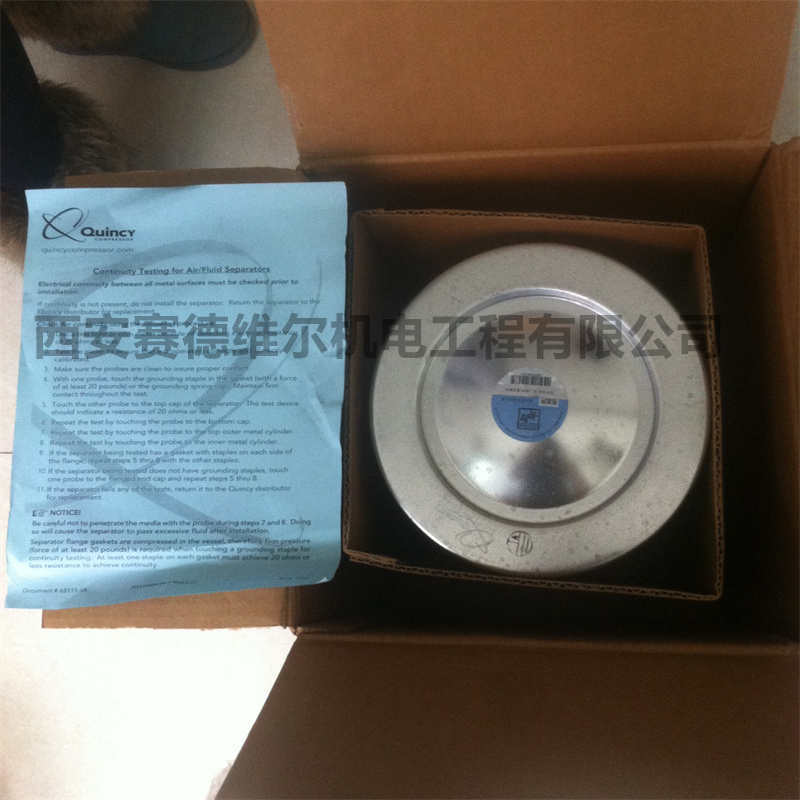 Quincy
COMPRESSOR
quincycompressor.com
Continuity Testing for Air/Fluid Separators
Electrical continuity between all metal surfaces must be checked prior to
installation.
If continuity is not present, do not install the separator. Return the separator to the
Quincy distributor for replacement.
西安赛德维尔机电工程有限公司
calibrated.
3. Make sure the probes are clean to insure proper contact.
4. With one probe, touch the grounding staple in the gasket (with a force
of at least 20 pounds) or the grounding spring. Maintain firm
contact throughout the test.
5. Touch the other probe to the top cap of the separator. The test device
should indicate a resistance of 20 ohms or less.
6. Repeat the test by touching the probe to the bottom cap.
7. Repeat the test by touching the probe to the top outer metal cylinder.
8. Repeat the test by touching the probe to the inner metal cylinder.
9. If the separator being tested has a gasket with staples on each side of
the flange, repeat steps 5 thru 8 with the other staples.
10. If the separator being tested does not have grounding staples, touch
one probe to the flanged end cap and repeat steps 5 thru 8.
11. If the separator fails any of the tests, return it to the Quincy distributor
for replacement.
NOTICE!
Be careful not to penetrate the media with the probe during steps 7 and 8. Doing
so will cause the separator to pass excessive fluid after installation.
Separator flange gaskets are compressed in the vessel, therefore firm pressure
(force of at least 20 pounds) is required when touching a grounding staple for
continuity testing. At least one staple on each gasket must achieve 20 ohms or
less resistance to achieve continuity.